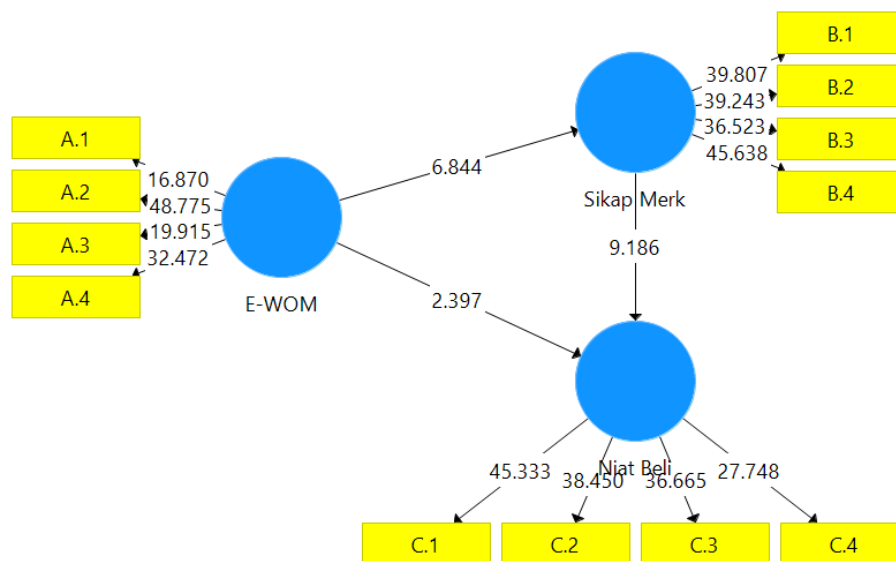 B.1
39.807
39.243
B.2
36.523
B.3
45.638
B.4
Sikap Merk
A.1
16.870
A.2
48.775
19.915
A.3
32.472
A.4
E-WOM
6.844
9.186
2.397
Niat Beli
45.333
38.450
36.665
27.748
C.1
C.2
C.3
C.4